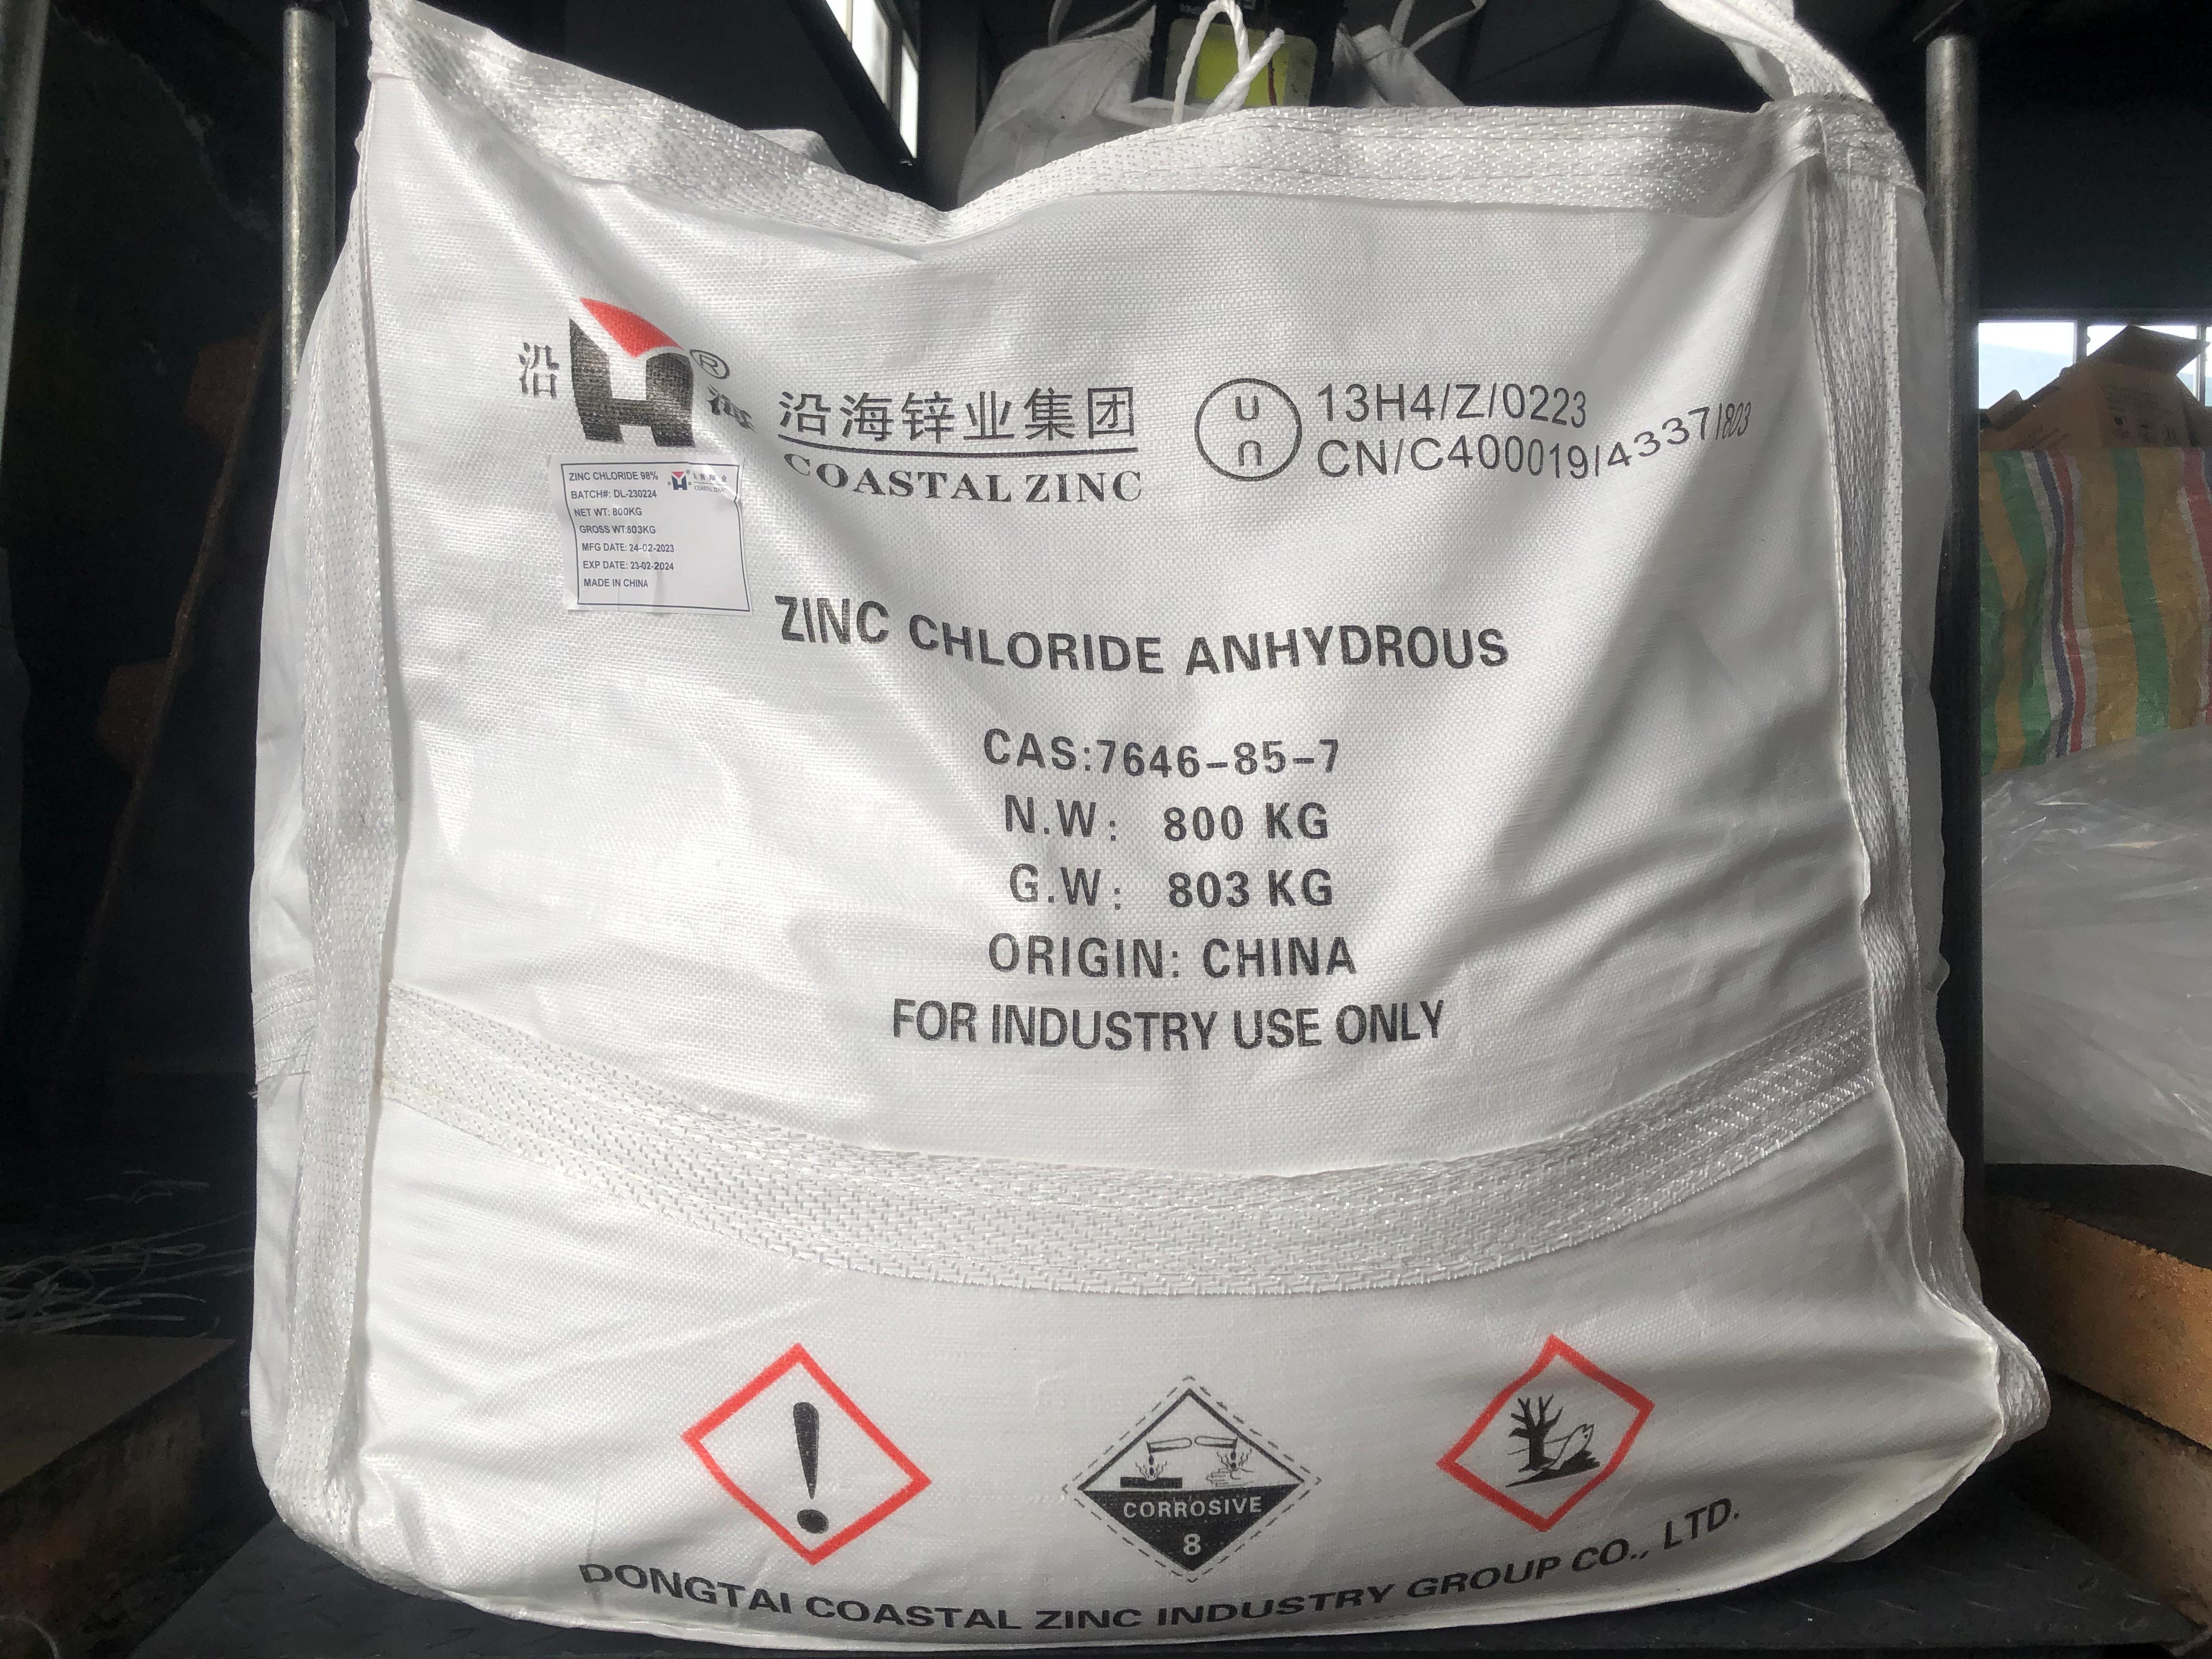 沿 ® 海
沿海锌业集团
COASTAL ZINC
un
13H4/Z/0223
CN/C400019/4337/803
ZINC CHLORIDE 98%
BATCH#: DL-230224
NET WT: 800KG
GROSS WT:803KG
MFG DATE: 24-02-2023
EXP DATE: 23-02-2024
MADE IN CHINA
ZINC CHLORIDE ANHYDROUS
CAS:7646-85-7
N.W: 800 KG
G.W: 803 KG
ORIGIN: CHINA
FOR INDUSTRY USE ONLY
CORROSIVE
8
DONGTAI COASTAL ZINC INDUSTRY GROUP CO., LTD.